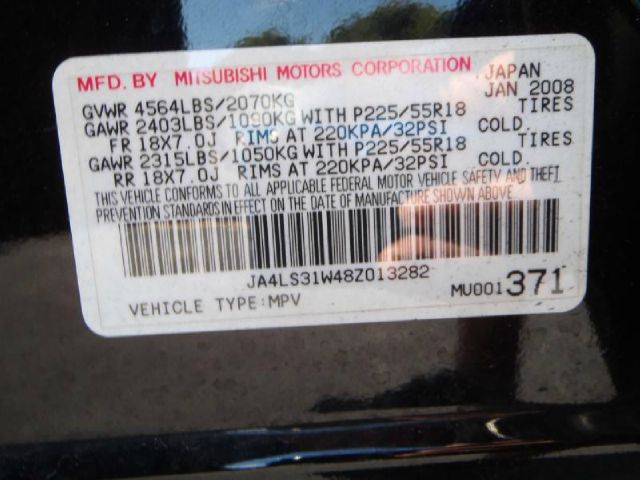 MFD. BY MITSUBISHI MOTORS CORPORATION JAPAN
GVWR 4564LBS/2070KG JAN 2008
GAWR 2403LBS/1090KG WITH P225/55R18 TIRES
FR 18X7.0J RIMS AT 220KPA/32PSI COLD.
GAWR 2315LBS/1050KG WITH P225/55R18 TIRES
RR 18X7.0J RIMS AT 220KPA/32PSI COLD.
THIS VEHICLE CONFORMS TO ALL APPLICABLE FEDERAL MOTOR VEHICLE SAFETY AND THEFT
PREVENTION STANDARDS IN EFFECT ON THE DATE OF MANUFACTURE SHOWN ABOVE
JA4LS31W48Z013282
VEHICLE TYPE:MPV MU001371